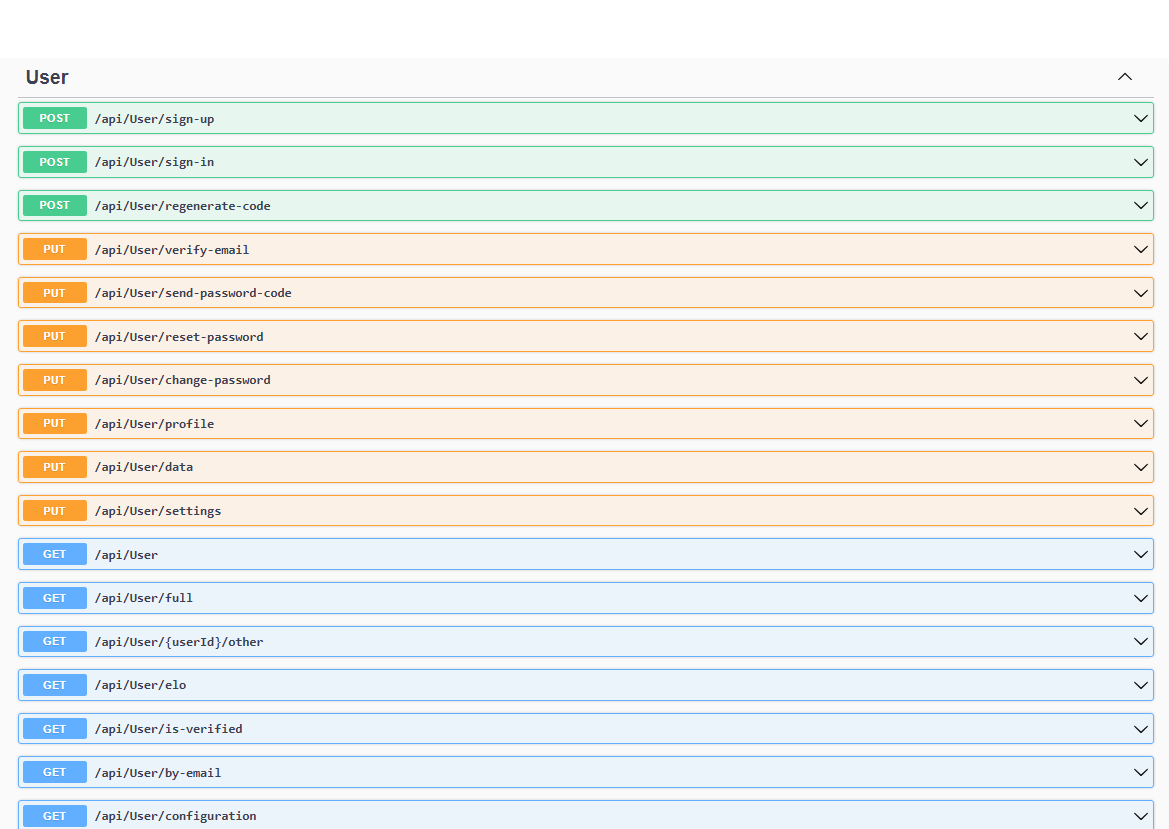 User
POST /api/User/sign-up
POST /api/User/sign-in
POST /api/User/regenerate-code
PUT /api/User/verify-email
PUT /api/User/send-password-code
PUT /api/User/reset-password
PUT /api/User/change-password
PUT /api/User/profile
PUT /api/User/data
PUT /api/User/settings
GET /api/User
GET /api/User/full
GET /api/User/{userId}/other
GET /api/User/elo
GET /api/User/is-verified
GET /api/User/by-email
GET /api/User/configuration